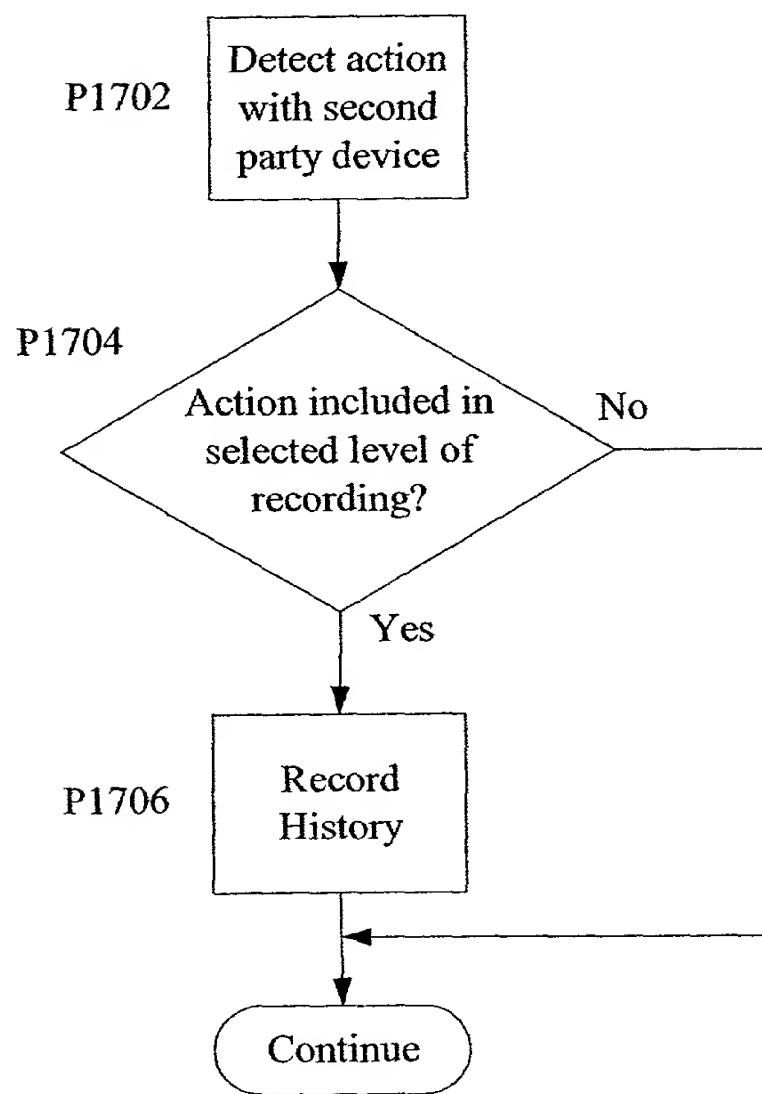 P1702
Detect action
with second
party device
P1704
Action included in
selected level of
recording?
No
Yes
P1706
Record
History
Continue